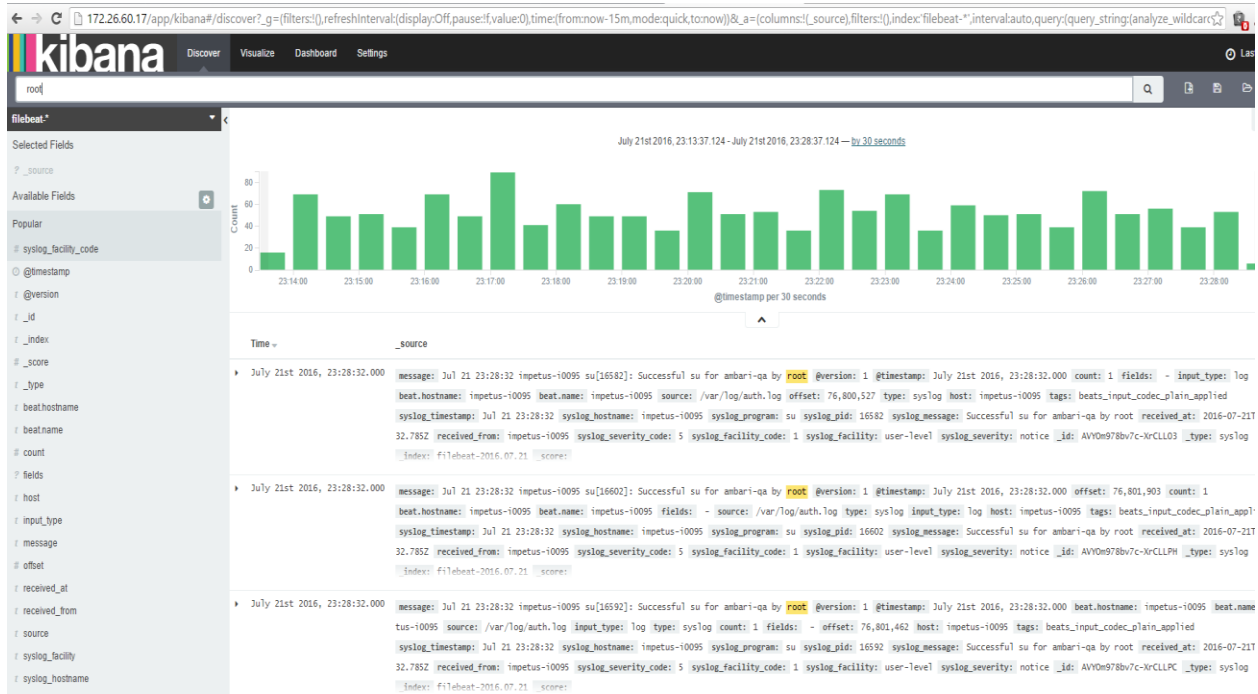 172.26.60.17/app/kibana#/discover?_g=(filters:!(),refreshInterval:(display:Off,pause:!f,value:0),time:(from:now-15m,mode:quick,to:now))&_a=(columns:!(_source),filters:!(),index:'filebeat-*',interval:auto,query:(query_string:(analyze_wildcard
kibana Discover Visualize Dashboard Settings Las
root
filebeat-*
Selected Fields
? _source
Available Fields
Popular
# syslog_facility_code
@timestamp
t @version
t _id
t _index
# _score
t _type
t beat.hostname
t beat.name
# count
? fields
t host
t input_type
t message
# offset
t received_at
t received_from
t source
t syslog_facility
t syslog_hostname
July 21st 2016, 23:13:37.124 - July 21st 2016, 23:28:37.124 — by 30 seconds
Count
80
60
40
20
0
23:14:00 23:15:00 23:16:00 23:17:00 23:18:00 23:19:00 23:20:00 23:21:00 23:22:00 23:23:00 23:24:00 23:25:00 23:26:00 23:27:00 23:28:00
@timestamp per 30 seconds
Time _source
July 21st 2016, 23:28:32.000 message: Jul 21 23:28:32 impetus-i0095 su[16582]: Successful su for ambari-qa by root @version: 1 @timestamp: July 21st 2016, 23:28:32.000 count: 1 fields: - input_type: log
beat.hostname: impetus-i0095 beat.name: impetus-i0095 source: /var/log/auth.log offset: 76,800,527 type: syslog host: impetus-i0095 tags: beats_input_codec_plain_applied
syslog_timestamp: Jul 21 23:28:32 syslog_hostname: impetus-i0095 syslog_program: su syslog_pid: 16582 syslog_message: Successful su for ambari-qa by root received_at: 2016-07-21T
32.785Z received_from: impetus-i0095 syslog_severity_code: 5 syslog_facility_code: 1 syslog_facility: user-level syslog_severity: notice _id: AVYOm978bv7c-XrCLLO3 _type: syslog
_index: filebeat-2016.07.21 _score:
July 21st 2016, 23:28:32.000 message: Jul 21 23:28:32 impetus-i0095 su[16602]: Successful su for ambari-qa by root @version: 1 @timestamp: July 21st 2016, 23:28:32.000 offset: 76,801,903 count: 1
beat.hostname: impetus-i0095 beat.name: impetus-i0095 fields: - source: /var/log/auth.log type: syslog input_type: log host: impetus-i0095 tags: beats_input_codec_plain_appli
syslog_timestamp: Jul 21 23:28:32 syslog_hostname: impetus-i0095 syslog_program: su syslog_pid: 16602 syslog_message: Successful su for ambari-qa by root received_at: 2016-07-21T
32.785Z received_from: impetus-i0095 syslog_severity_code: 5 syslog_facility_code: 1 syslog_facility: user-level syslog_severity: notice _id: AVYOm978bv7c-XrCLLPH _type: syslog
_index: filebeat-2016.07.21 _score:
July 21st 2016, 23:28:32.000 message: Jul 21 23:28:32 impetus-i0095 su[16592]: Successful su for ambari-qa by root @version: 1 @timestamp: July 21st 2016, 23:28:32.000 beat.hostname: impetus-i0095 beat.name
tus-i0095 source: /var/log/auth.log input_type: log type: syslog count: 1 fields: - offset: 76,801,462 host: impetus-i0095 tags: beats_input_codec_plain_applied
syslog_timestamp: Jul 21 23:28:32 syslog_hostname: impetus-i0095 syslog_program: su syslog_pid: 16592 syslog_message: Successful su for ambari-qa by root received_at: 2016-07-21T
32.785Z received_from: impetus-i0095 syslog_severity_code: 5 syslog_facility_code: 1 syslog_facility: user-level syslog_severity: notice _id: AVYOm978bv7c-XrCLLPC _type: syslog
_index: filebeat-2016.07.21 _score: